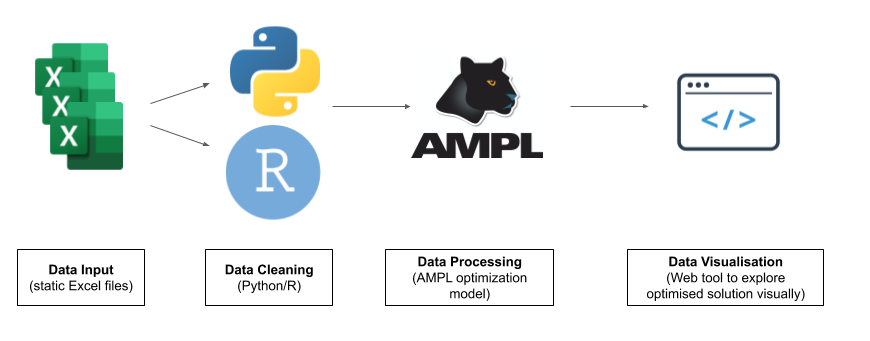 X
X
X
R
AMPL
</>
Data Input
(static Excel files)
Data Cleaning
(Python/R)
Data Processing
(AMPL optimization
model)
Data Visualisation
(Web tool to explore
optimised solution visually)